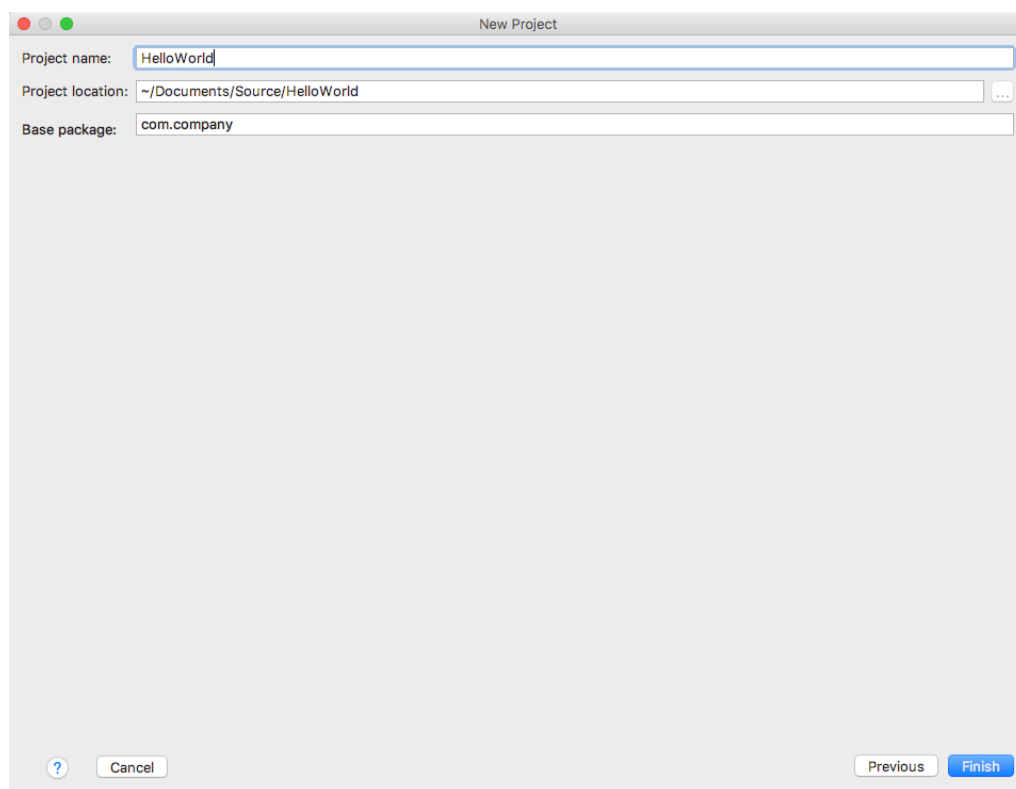 New Project
Project name: HelloWorld
Project location: ~/Documents/Source/HelloWorld ...
Base package: com.company
? Cancel Previous Finish